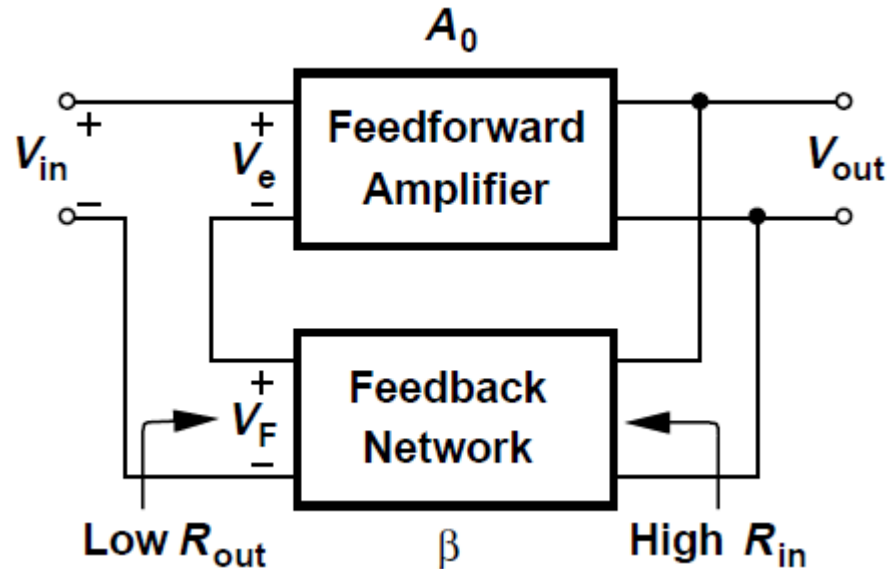 A0
Feedforward
Amplifier
+
−
Vin
+
−
Ve
Vout
Feedback
Network
+
−
VF
Low Rout
β
High Rin